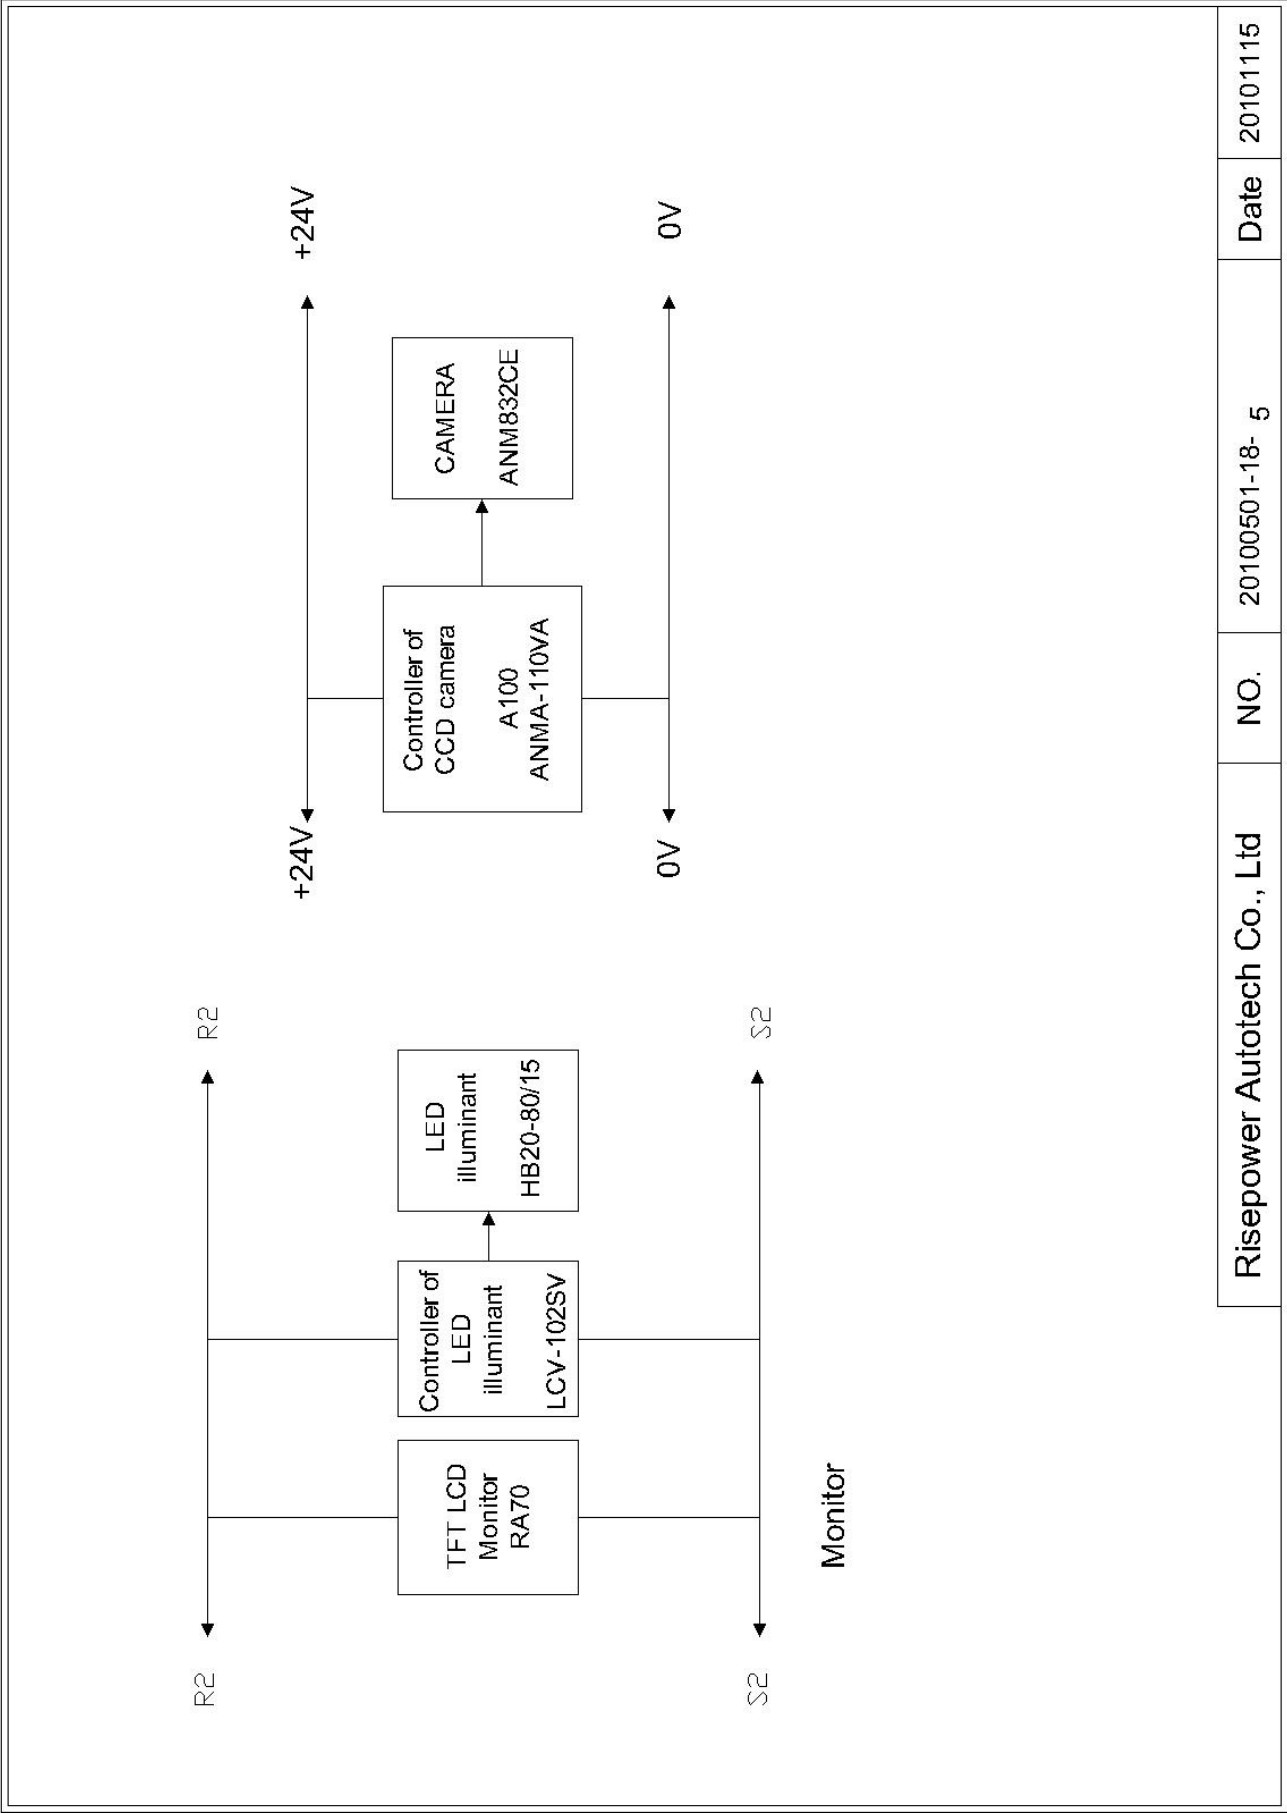 R2
R2
+24V
+24V
TFT LCD
Monitor
RA70
Controller of
LED
illuminant
LCV-102SV
LED
illuminant
HB20-80/15
Controller of
CCD camera
A100
ANMA-110VA
CAMERA
ANM832CE
S2
S2
0V
0V
Monitor
Risepower Autotech Co., Ltd
NO.
20100501-18- 5
Date
20101115